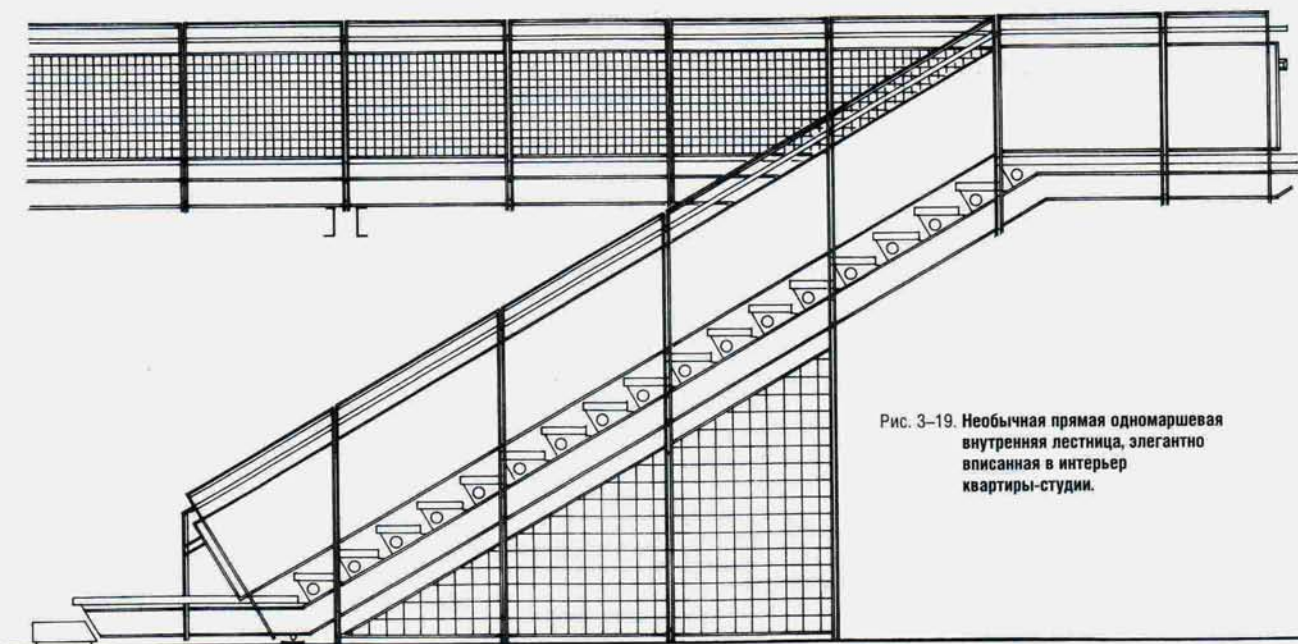 Рис. 3–19. Необычная прямая одномаршевая
внутренняя лестница, элегантно
вписанная в интерьер
квартиры-студии.